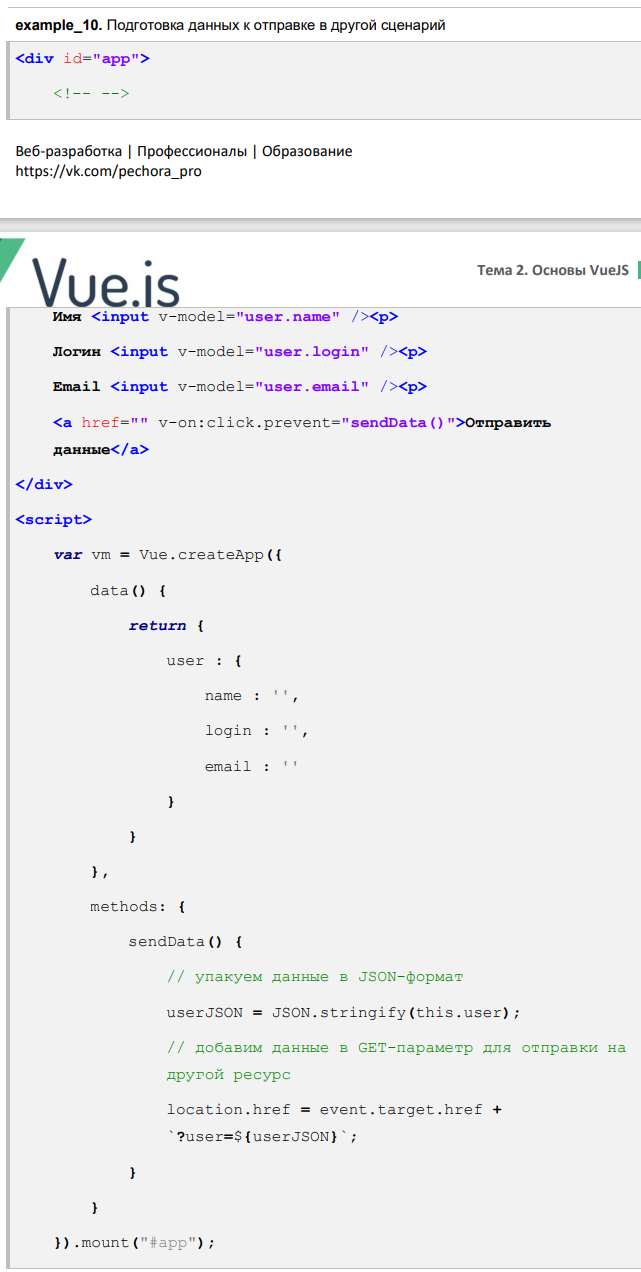 example_10. Подготовка данных к отправке в другой сценарий
<div id="app">
<!-- -->
Веб-разработка | Профессионалы | Образование
https://vk.com/pechora_pro
Vue.js
Тема 2. Основы VueJS
Имя <input v-model="user.name" /><p>
Логин <input v-model="user.login" /><p>
Email <input v-model="user.email" /><p>
<a href="" v-on:click.prevent="sendData()">Отправить
данные</a>
</div>
<script>
var vm = Vue.createApp({
data() {
return {
user : {
name : '',
login : '',
email : ''
}
}
},
methods: {
sendData() {
// упакуем данные в JSON-формат
userJSON = JSON.stringify(this.user);
// добавим данные в GET-параметр для отправки на
другой ресурс
location.href = event.target.href +
`?user=${userJSON}`;
}
}
}).mount("#app");